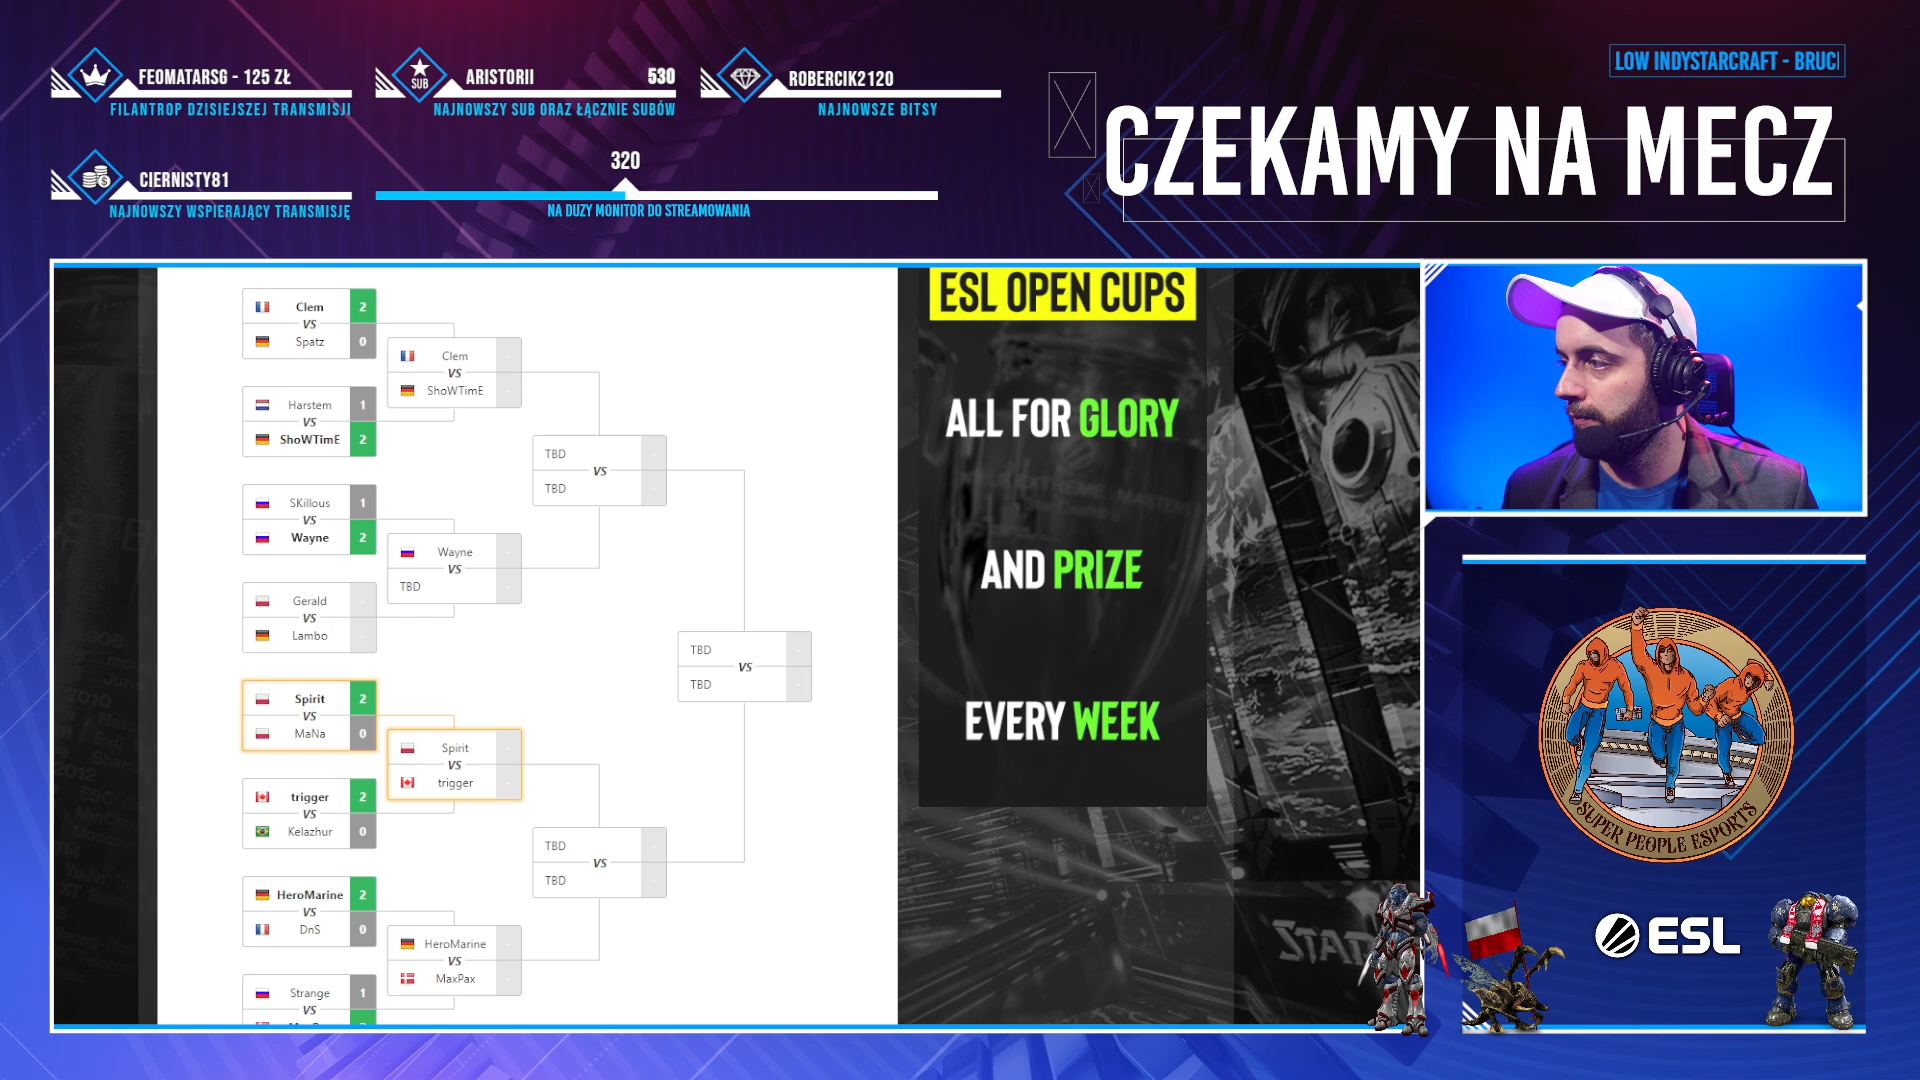 LOW INDYSTARCRAFT - BRUC
FEOMATARSG - 125 ZŁ
FILANTROP DZISIEJSZEJ TRANSMISJI
SUB
ARISTORII 530
NAJNOWSZY SUB ORAZ ŁĄCZNIE SUBÓW
ROBERCIK2120
NAJNOWSZE BITSY
CZEKAMY NA MECZ
CIERNISTY81
NAJNOWSZY WSPIERAJĄCY TRANSMISJĘ
320
NA DUZY MONITOR DO STREAMOWANIA
Clem 2
VS
Spatz 0
Harstem 1
VS
ShoWTimE 2
SKillous 1
VS
Wayne 2
Gerald -
VS
Lambo -
Spirit 2
VS
MaNa 0
trigger 2
VS
Kelazhur 0
HeroMarine 2
VS
DnS 0
Strange 1
VS
Clem -
VS
ShoWTimE -
Wayne -
VS
TBD -
Spirit -
VS
trigger -
HeroMarine -
VS
MaxPax -
TBD -
VS
TBD -
TBD -
VS
TBD -
TBD -
VS
TBD -
ESL OPEN CUPS
ALL FOR GLORY
AND PRIZE
EVERY WEEK
SUPER PEOPLE ESPORTS
ESL